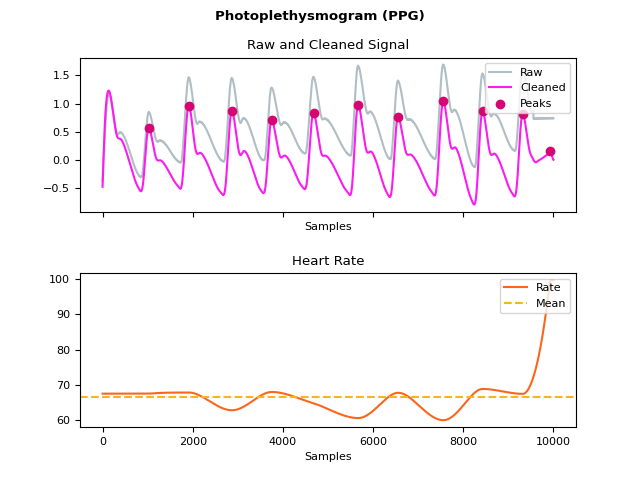 Photoplethysmogram (PPG)
Raw and Cleaned Signal
1.5
1.0
0.5
0.0
−0.5
Raw
Cleaned
Peaks
Samples
Heart Rate
100
90
80
70
60
Rate
Mean
0
2000
4000
6000
8000
10000
Samples